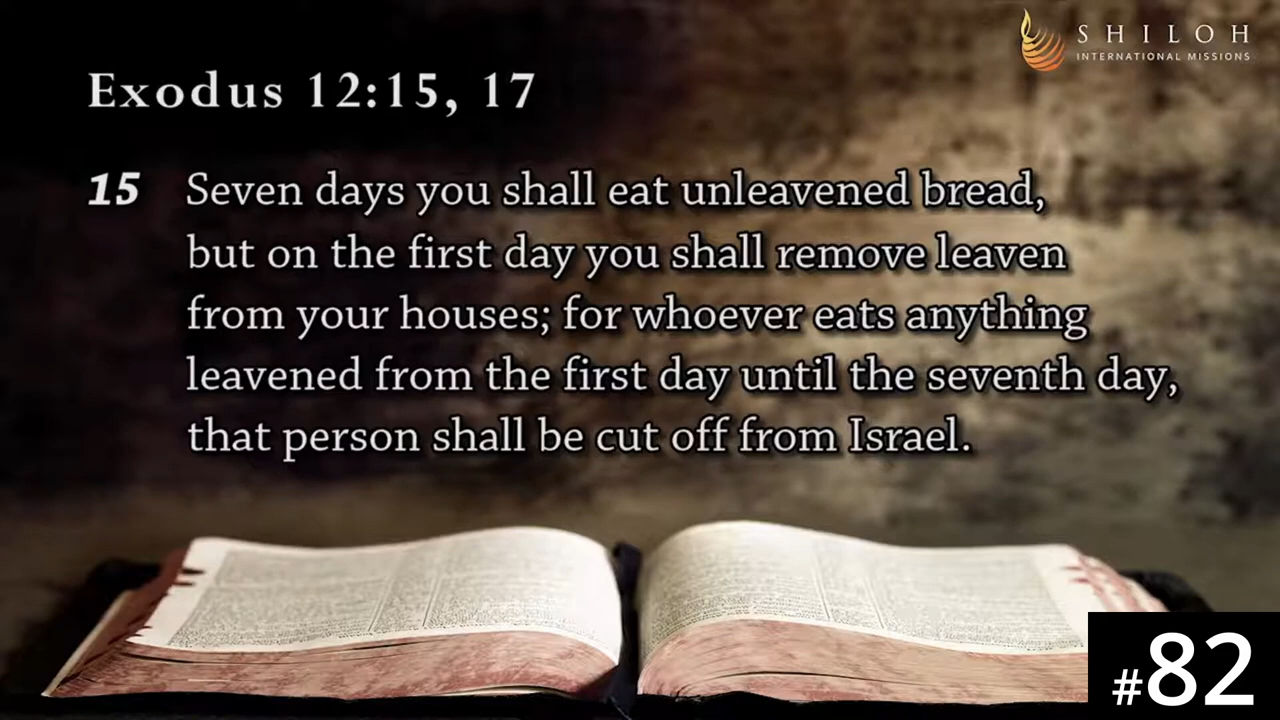 SHILOH
INTERNATIONAL MISSIONS
Exodus 12:15, 17
15 Seven days you shall eat unleavened bread,
but on the first day you shall remove leaven
from your houses; for whoever eats anything
leavened from the first day until the seventh day,
that person shall be cut off from Israel.
#82